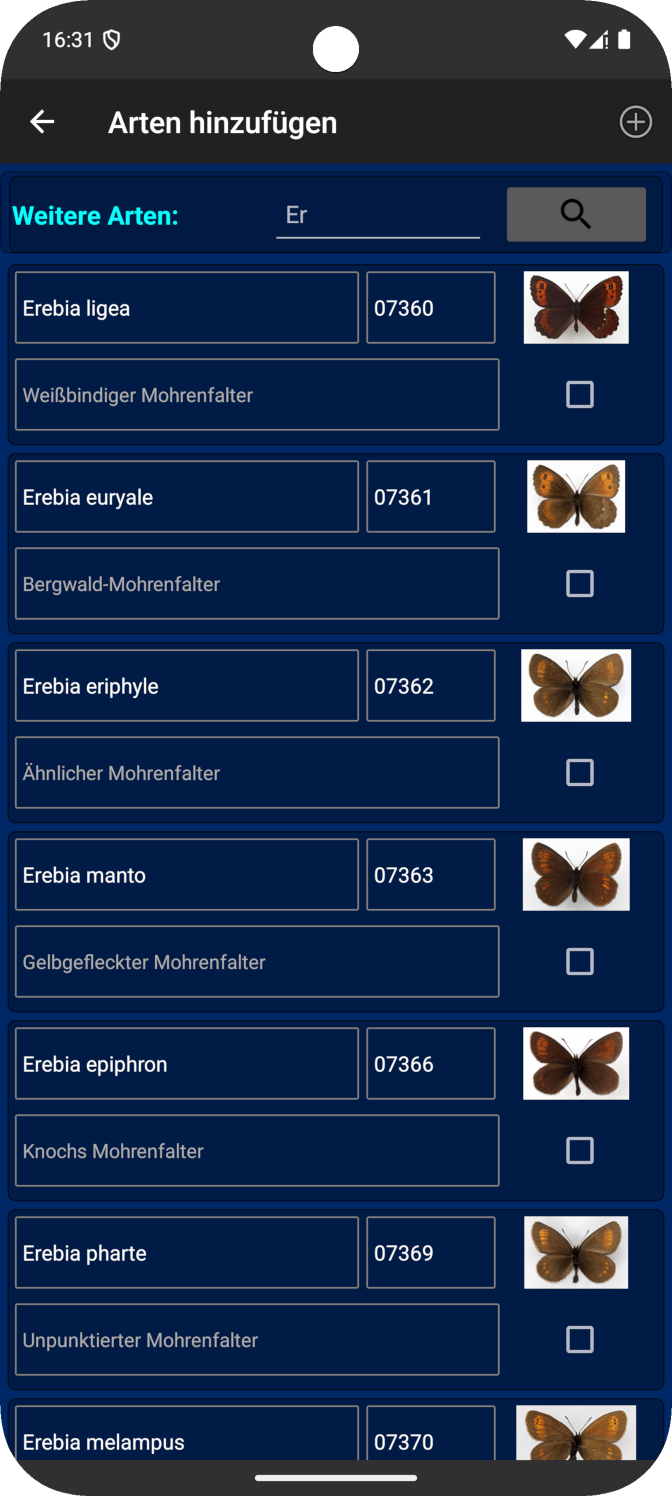 16:31
Arten hinzufügen
Weitere Arten: Er
Erebia ligea 07360
Weißbindiger Mohrenfalter
Erebia euryale 07361
Bergwald-Mohrenfalter
Erebia eriphyle 07362
Ähnlicher Mohrenfalter
Erebia manto 07363
Gelbgefleckter Mohrenfalter
Erebia epiphron 07366
Knochs Mohrenfalter
Erebia pharte 07369
Unpunktierter Mohrenfalter
Erebia melampus 07370